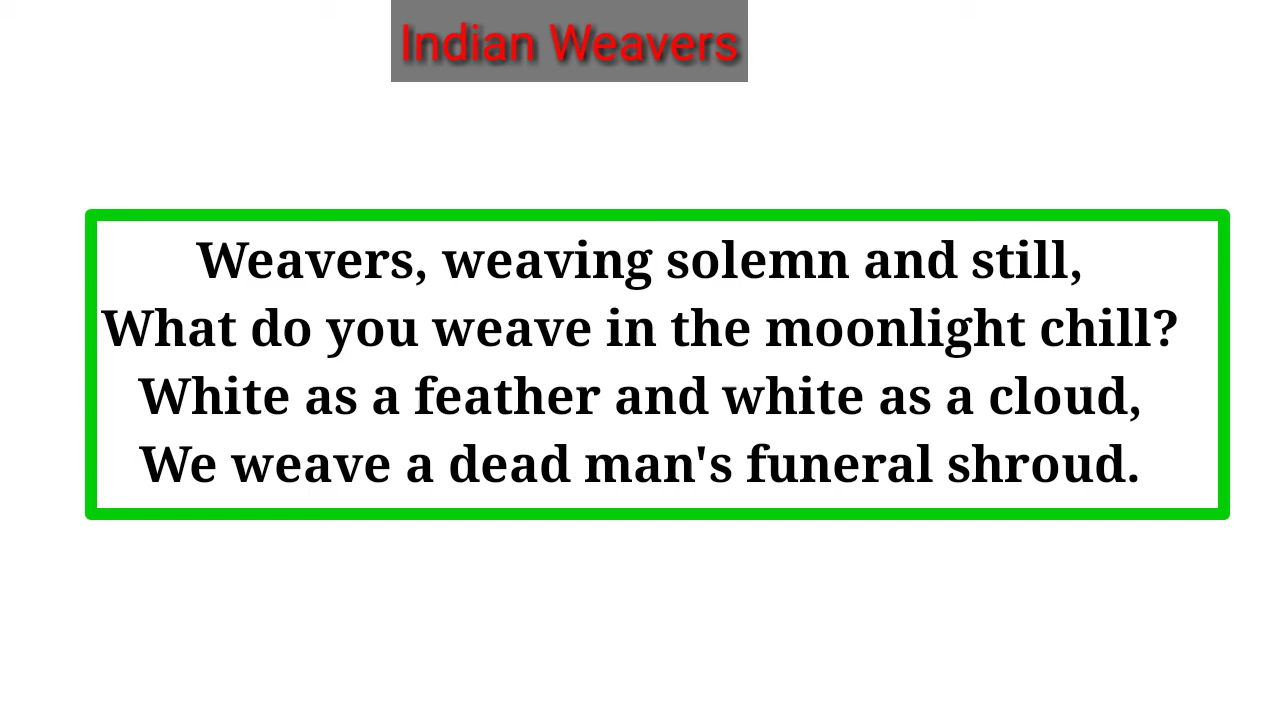 Indian Weavers
Weavers, weaving solemn and still,
What do you weave in the moonlight chill?
White as a feather and white as a cloud,
We weave a dead man's funeral shroud.